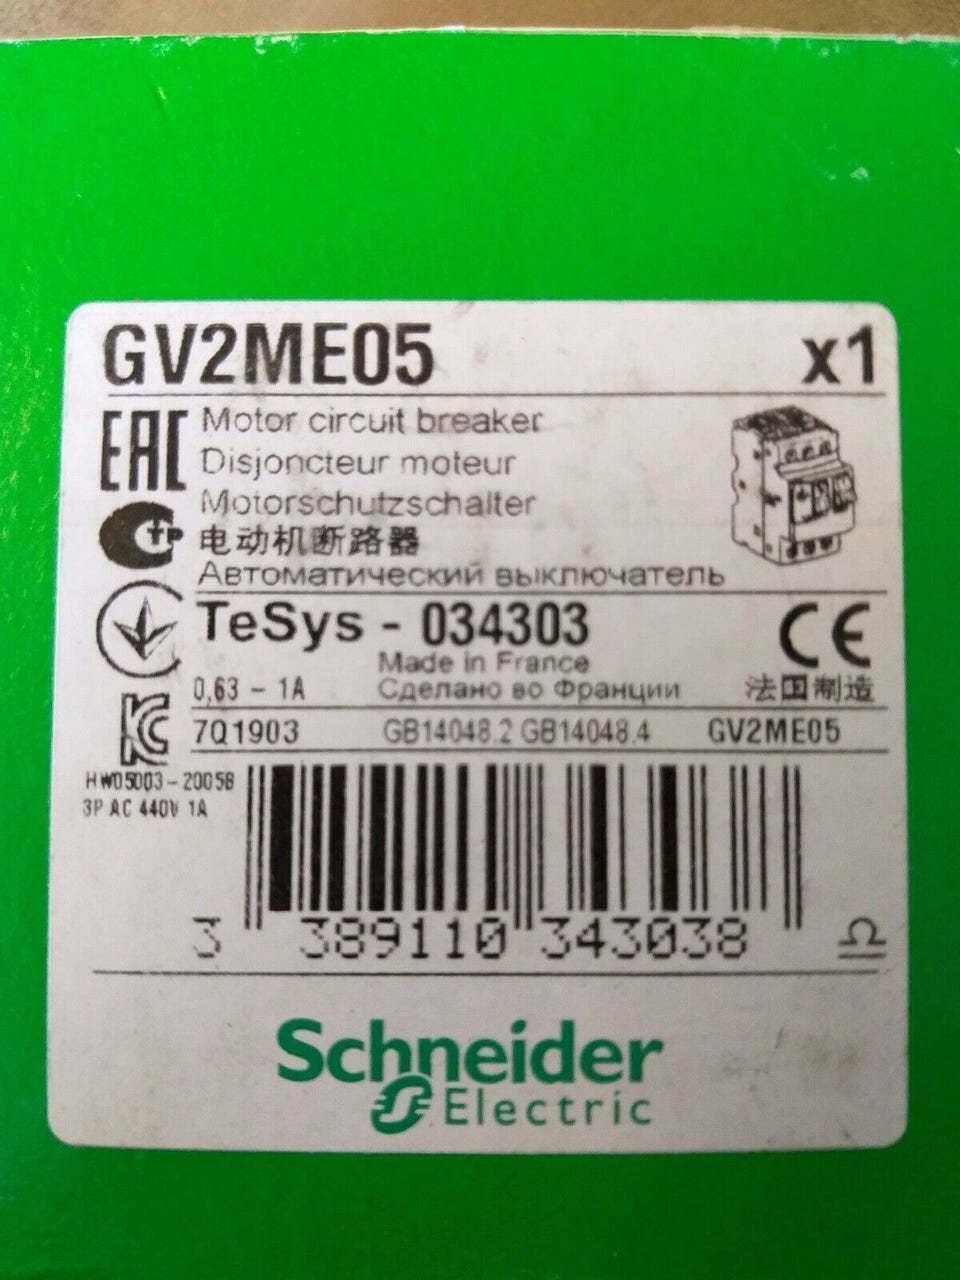 GV2ME05 x1
EAC Motor circuit breaker
Disjoncteur moteur
Motorschutzschalter
电动机断路器
Автоматический выключатель
TeSys - 034303 CE
Made in France
0,63 - 1A Сделано во Франции 法国制造
7Q1903 GB14048.2 GB14048.4 GV2ME05
HW05003-2005B
3P AC 440V 1A
3 389110 343038
Schneider
Electric